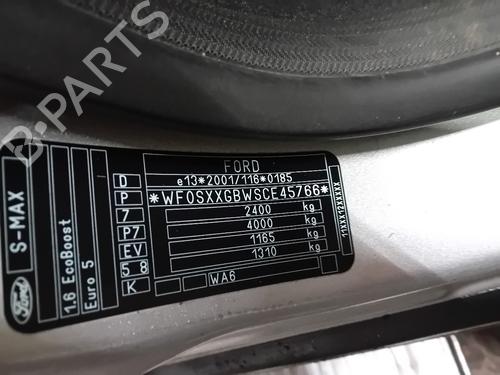 B-PARTS
FORD
D e13*2001/116*0185
P *WF0SXXGBWSCE45766*
7 2400 kg
P7 4000 kg
EV 1165 kg
5 8 1310 kg
K WA6
11X1X12XXXXX
S-MAX
1.6 EcoBoost
Euro 5
Ford